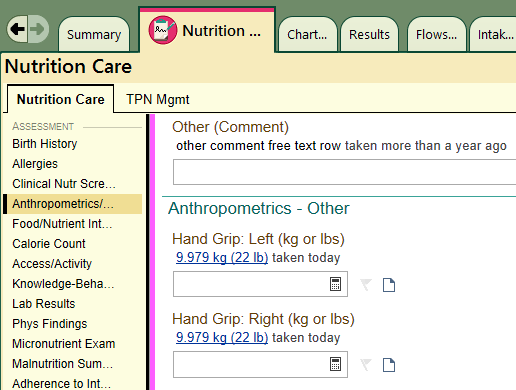 Summary
Nutrition ...
Chart...
Results
Flows...
Intak...
Nutrition Care
Nutrition Care
TPN Mgmt
ASSESSMENT
Birth History
Allergies
Clinical Nutr Scre...
Anthropometrics/...
Food/Nutrient Int...
Calorie Count
Access/Activity
Knowledge-Beha...
Lab Results
Phys Findings
Micronutrient Exam
Malnutrition Sum...
Adherence to Int...
Other (Comment)
other comment free text row taken more than a year ago
Anthropometrics - Other
Hand Grip: Left (kg or lbs)
9.979 kg (22 lb) taken today
Hand Grip: Right (kg or lbs)
9.979 kg (22 lb) taken today